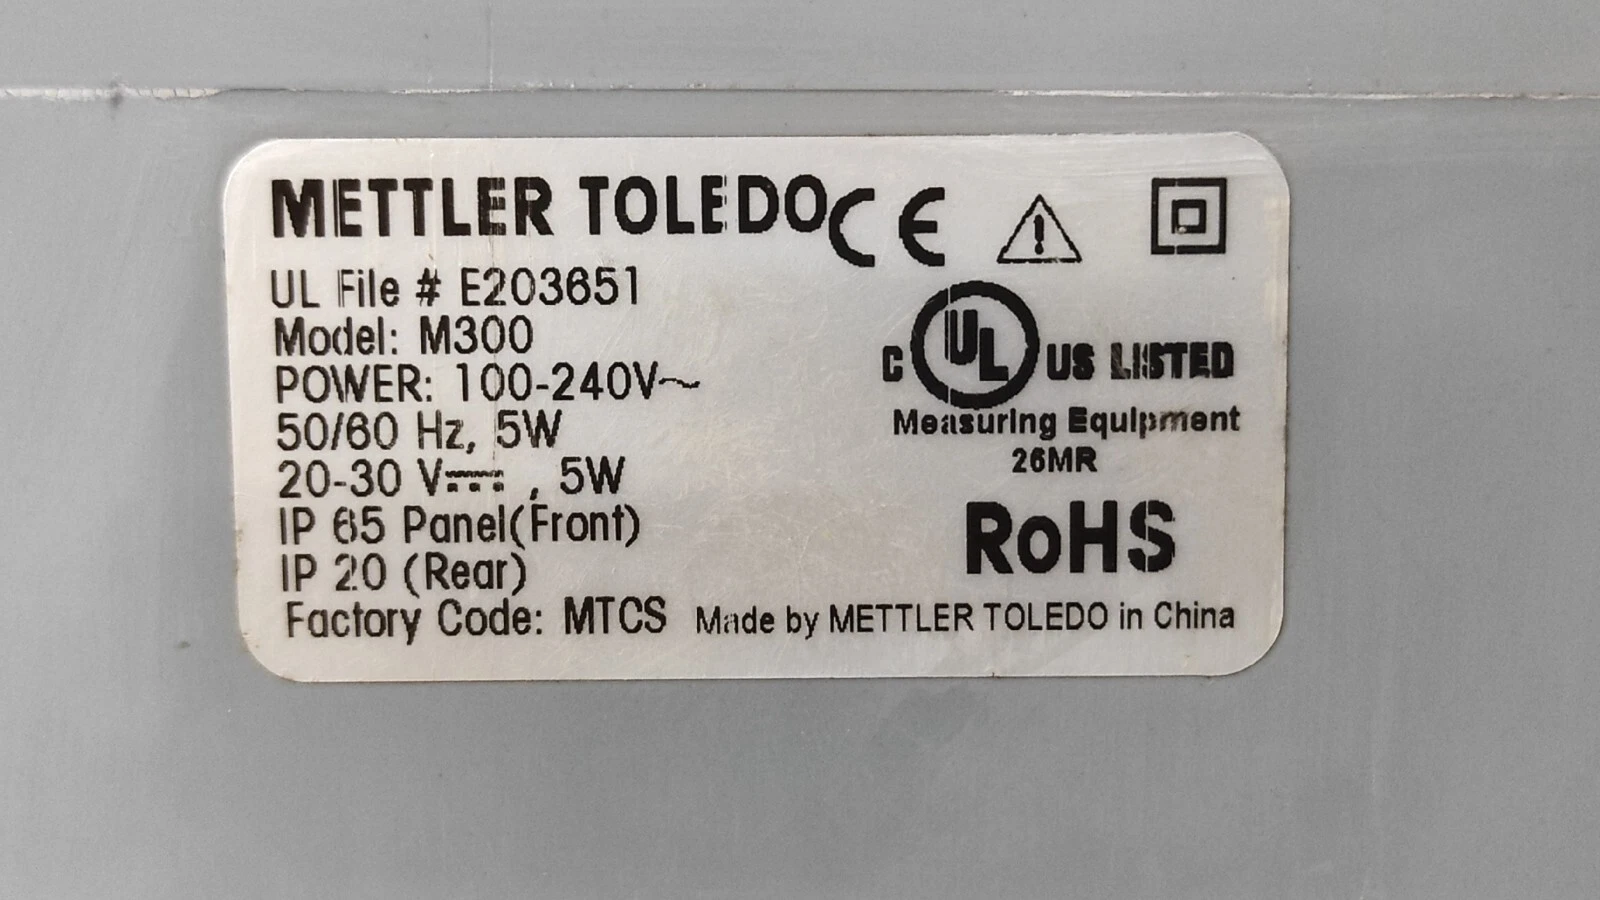 METTLER TOLEDO CE
UL File # E203651
Model: M300
POWER: 100-240V~
50/60 Hz, 5W
20-30 V⎓, 5W
IP 65 Panel(Front)
IP 20 (Rear)
Factory Code: MTCS
C UL US LISTED
Measuring Equipment
26MR
RoHS
Made by METTLER TOLEDO in China